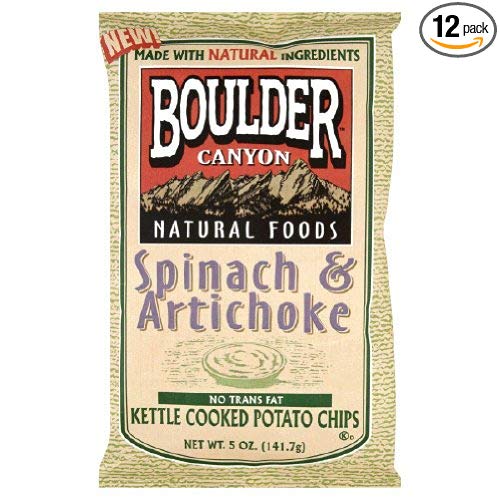 12 pack
NEW!
MADE WITH NATURAL INGREDIENTS
BOULDER™
CANYON
NATURAL FOODS
Spinach &
Artichoke
NO TRANS FAT
KETTLE COOKED POTATO CHIPS
NET WT. 5 OZ. (141.7g)
K D